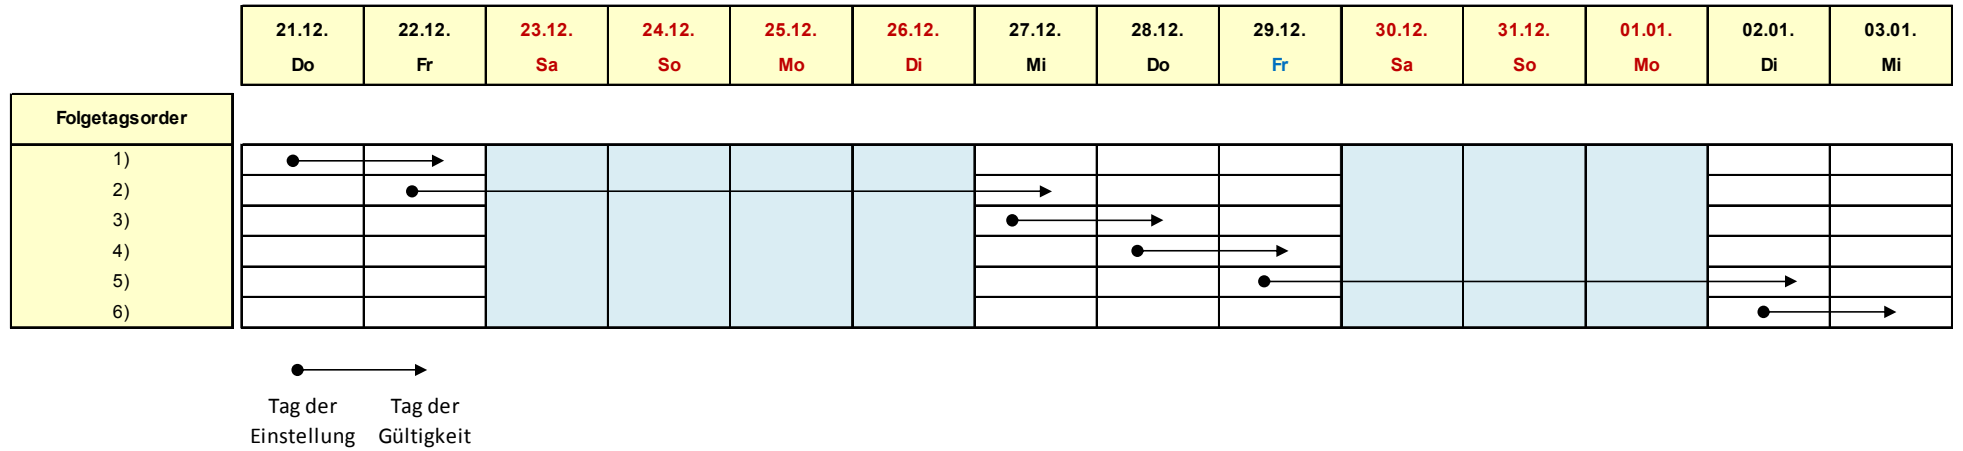 21.12. 22.12. 23.12. 24.12. 25.12. 26.12. 27.12. 28.12. 29.12. 30.12. 31.12. 01.01. 02.01. 03.01.
Do Fr Sa So Mo Di Mi Do Fr Sa So Mo Di Mi
Folgetagsorder
1)
2)
3)
4)
5)
6)
Tag der Tag der
Einstellung Gültigkeit